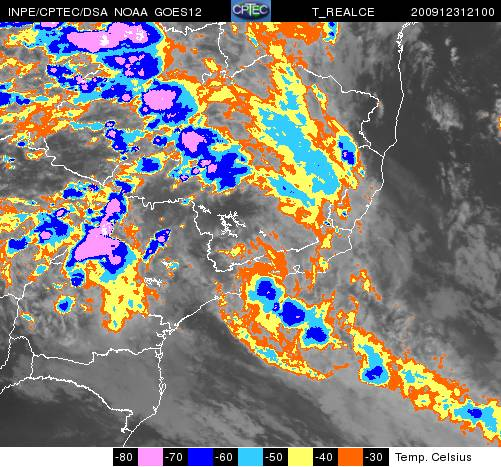 INPE/CPTEC/DSA NOAA GOES12 CPTEC T_REALCE 200912312100
-80 -70 -60 -50 -40 -30 Temp. Celsius